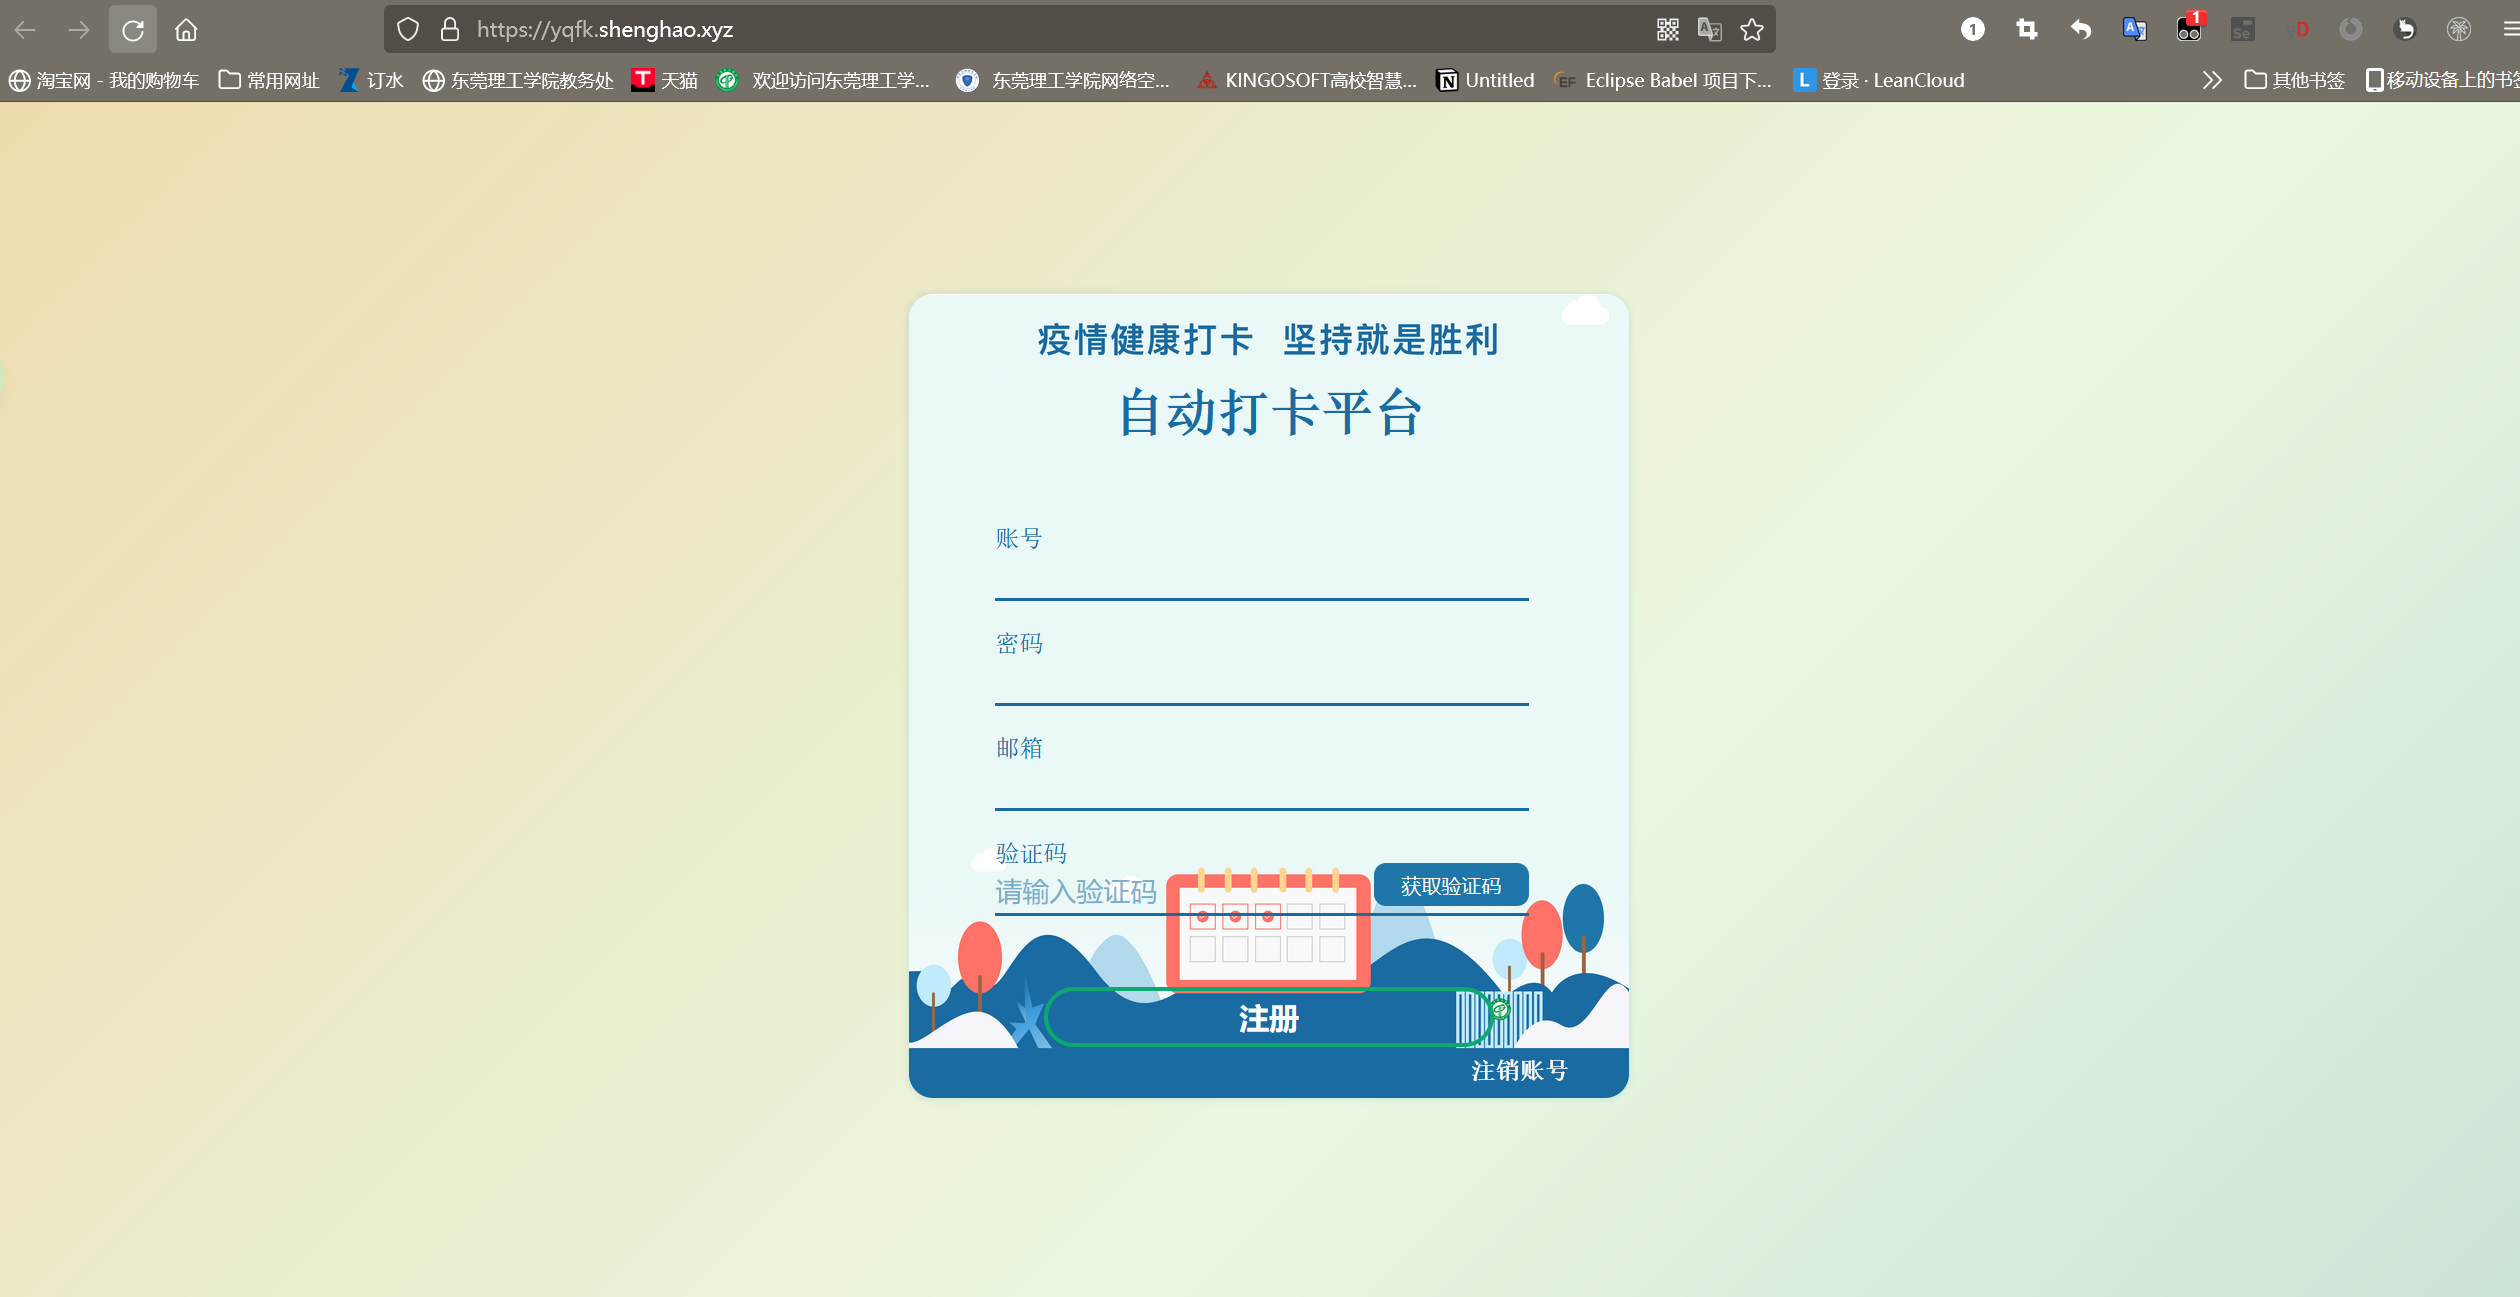 https://yqfk.shenghao.xyz
1
1
淘宝网 - 我的购物车
常用网址
订水
东莞理工学院教务处
天猫
欢迎访问东莞理工学...
东莞理工学院网络空...
KINGOSOFT高校智慧...
Untitled
Eclipse Babel 项目下...
登录 · LeanCloud
其他书签
移动设备上的书签
疫情健康打卡 坚持就是胜利
自动打卡平台
账号
密码
邮箱
验证码
请输入验证码
获取验证码
注册
注销账号